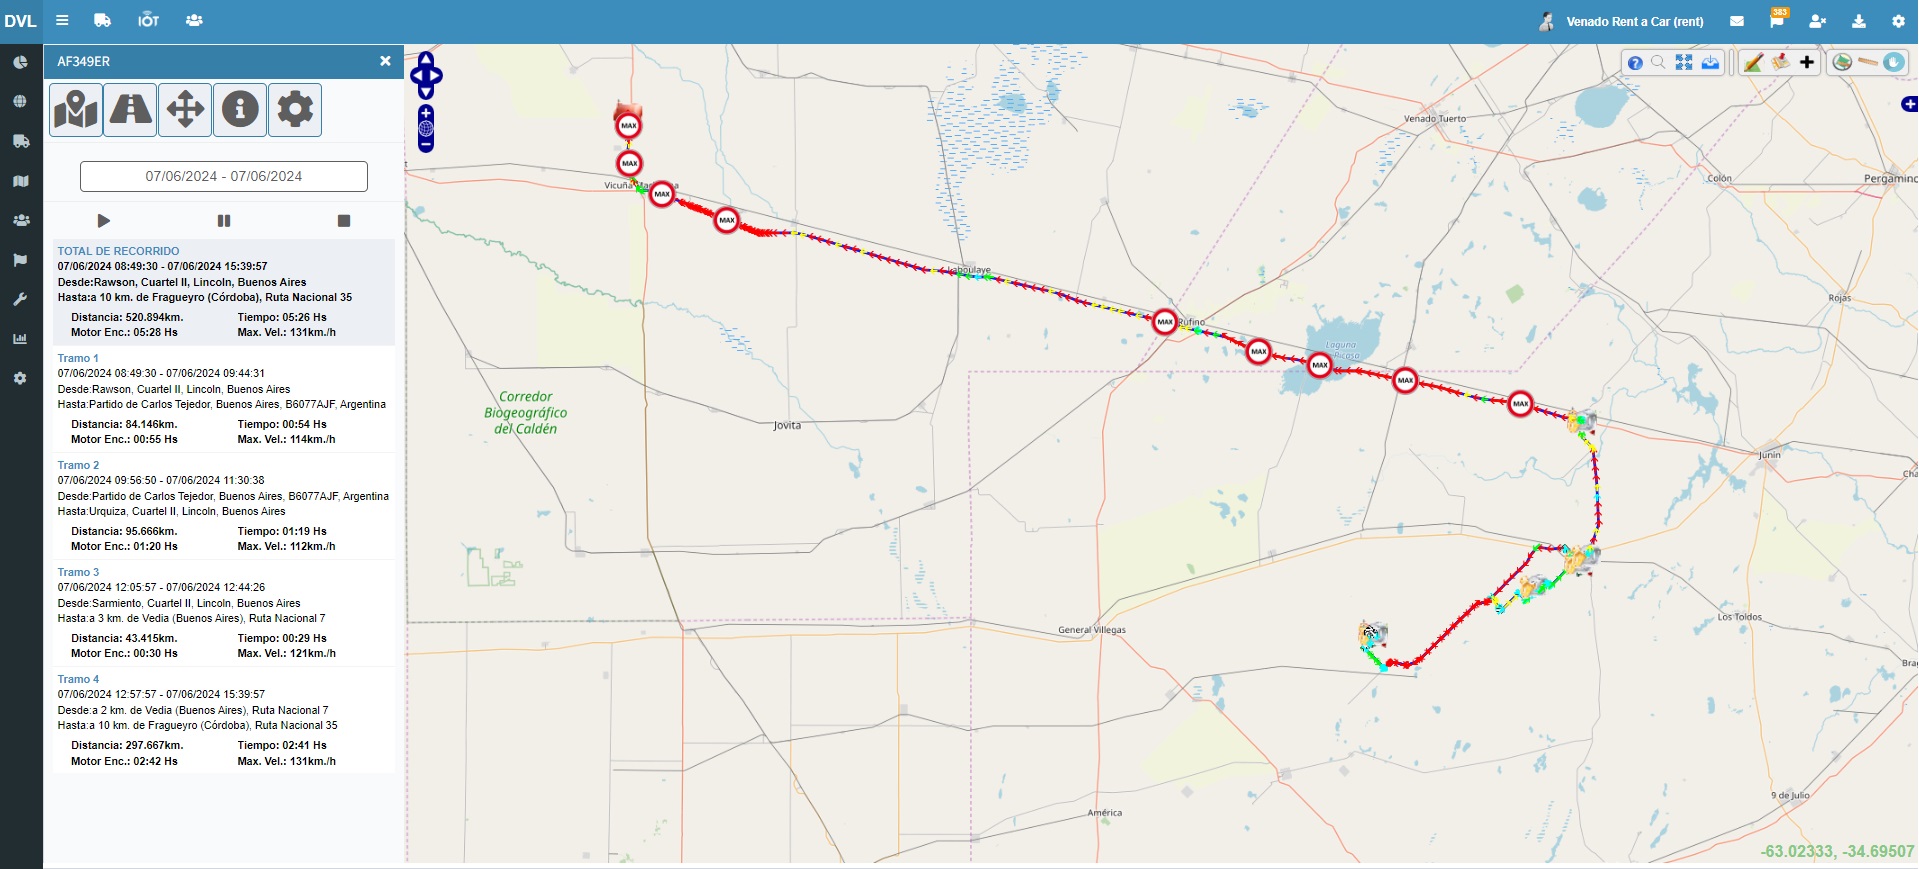 DVL
IOT
Venado Rent a Car (rent)
383
AF349ER
07/06/2024 - 07/06/2024
TOTAL DE RECORRIDO
07/06/2024 08:49:30 - 07/06/2024 15:39:57
Desde:Rawson, Cuartel II, Lincoln, Buenos Aires
Hasta:a 10 km. de Fragueyro (Córdoba), Ruta Nacional 35
Distancia: 520.894km. Tiempo: 05:26 Hs
Motor Enc.: 05:28 Hs Max. Vel.: 131km./h
Tramo 1
07/06/2024 08:49:30 - 07/06/2024 09:44:31
Desde:Rawson, Cuartel II, Lincoln, Buenos Aires
Hasta:Partido de Carlos Tejedor, Buenos Aires, B6077AJF, Argentina
Distancia: 84.146km. Tiempo: 00:54 Hs
Motor Enc.: 00:55 Hs Max. Vel.: 114km./h
Tramo 2
07/06/2024 09:56:50 - 07/06/2024 11:30:38
Desde:Partido de Carlos Tejedor, Buenos Aires, B6077AJF, Argentina
Hasta:Urquiza, Cuartel II, Lincoln, Buenos Aires
Distancia: 95.666km. Tiempo: 01:19 Hs
Motor Enc.: 01:20 Hs Max. Vel.: 112km./h
Tramo 3
07/06/2024 12:05:57 - 07/06/2024 12:44:26
Desde:Sarmiento, Cuartel II, Lincoln, Buenos Aires
Hasta:a 3 km. de Vedia (Buenos Aires), Ruta Nacional 7
Distancia: 43.415km. Tiempo: 00:29 Hs
Motor Enc.: 00:30 Hs Max. Vel.: 121km./h
Tramo 4
07/06/2024 12:57:57 - 07/06/2024 15:39:57
Desde:a 2 km. de Vedia (Buenos Aires), Ruta Nacional 7
Hasta:a 10 km. de Fragueyro (Córdoba), Ruta Nacional 35
Distancia: 297.667km. Tiempo: 02:41 Hs
Motor Enc.: 02:42 Hs Max. Vel.: 131km./h
MAX
MAX
Vicuña
MAX
MAX
Laboulaye
MAX
Rufino
MAX
Laguna
Picasa
MAX
MAX
MAX
Venado Tuerto
Colón
Pergamino
Rojas
Junín
Cha
Corredor
Biogeográfico
del Caldén
Jovita
General Villegas
Los Toldos
Bra
América
9 de Julio
-63.02333, -34.69507